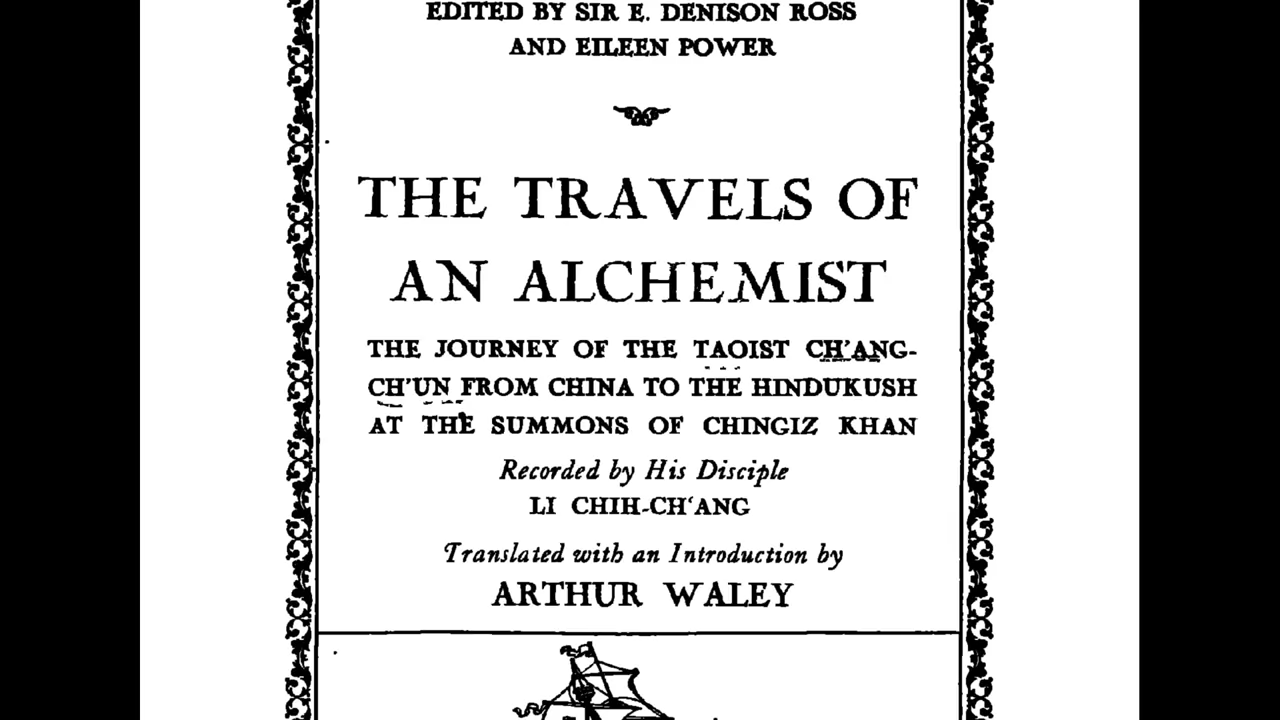 EDITED BY SIR E. DENISON ROSS
AND EILEEN POWER
THE TRAVELS OF
AN ALCHEMIST
THE JOURNEY OF THE TAOIST CH'ANG-
CH'UN FROM CHINA TO THE HINDUKUSH
AT THE SUMMONS OF CHINGIZ KHAN
Recorded by His Disciple
LI CHIH-CH‘ANG
Translated with an Introduction by
ARTHUR WALEY